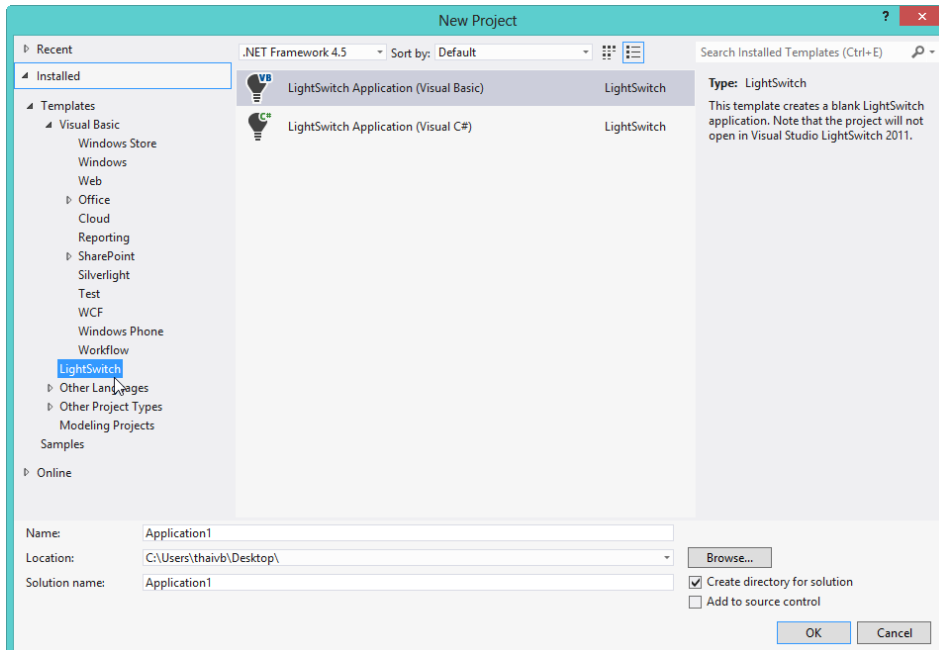 New Project
?
Recent
Installed
Templates
Visual Basic
Windows Store
Windows
Web
Office
Cloud
Reporting
SharePoint
Silverlight
Test
WCF
Windows Phone
Workflow
LightSwitch
Other Languages
Other Project Types
Modeling Projects
Samples
Online
.NET Framework 4.5
Sort by: Default
VB
LightSwitch Application (Visual Basic) LightSwitch
C#
LightSwitch Application (Visual C#) LightSwitch
Search Installed Templates (Ctrl+E)
Type: LightSwitch
This template creates a blank LightSwitch
application. Note that the project will not
open in Visual Studio LightSwitch 2011.
Name: Application1
Location: C:\Users\thaivb\Desktop\
Browse...
Solution name: Application1
Create directory for solution
Add to source control
OK Cancel